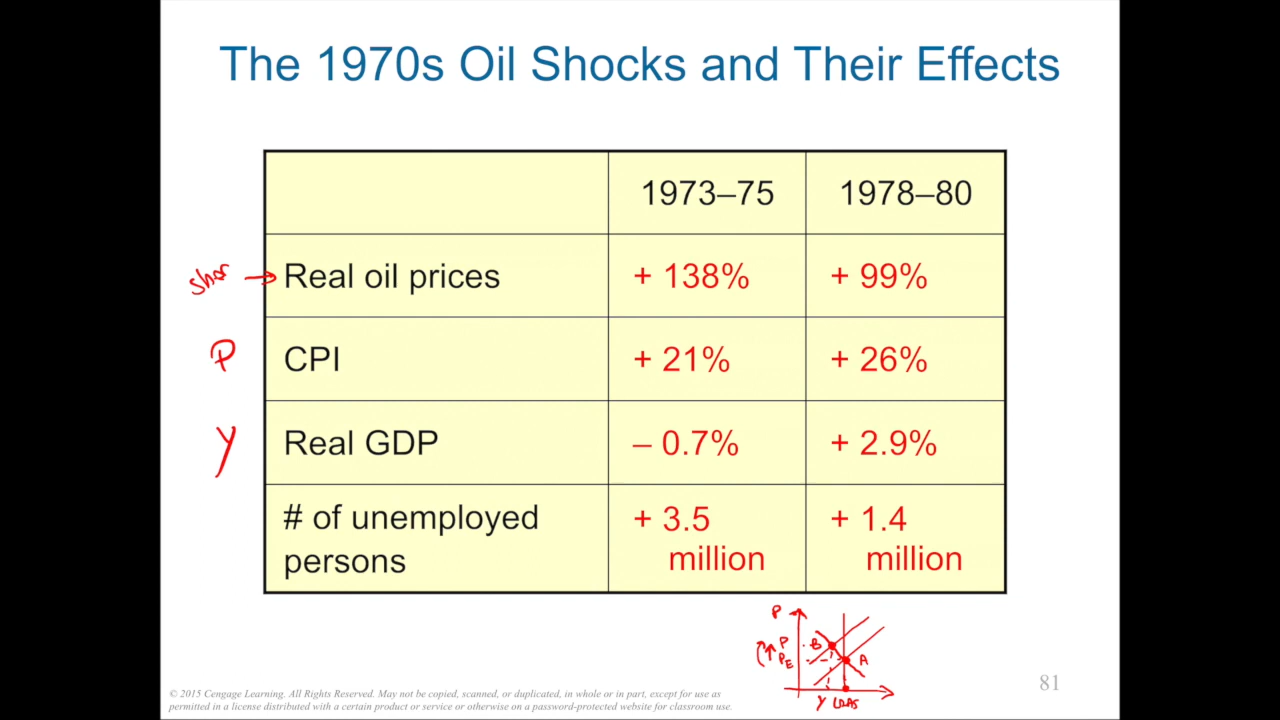 The 1970s Oil Shocks and Their Effects
1973–75 1978–80
shor → Real oil prices + 138% + 99%
P CPI + 21% + 26%
Y Real GDP – 0.7% + 2.9%
# of unemployed persons + 3.5 million + 1.4 million
P
P B
P_E A
Y LRAS
81
© 2015 Cengage Learning. All Rights Reserved. May not be copied, scanned, or duplicated, in whole or in part, except for use as
permitted in a license distributed with a certain product or service or otherwise on a password-protected website for classroom use.